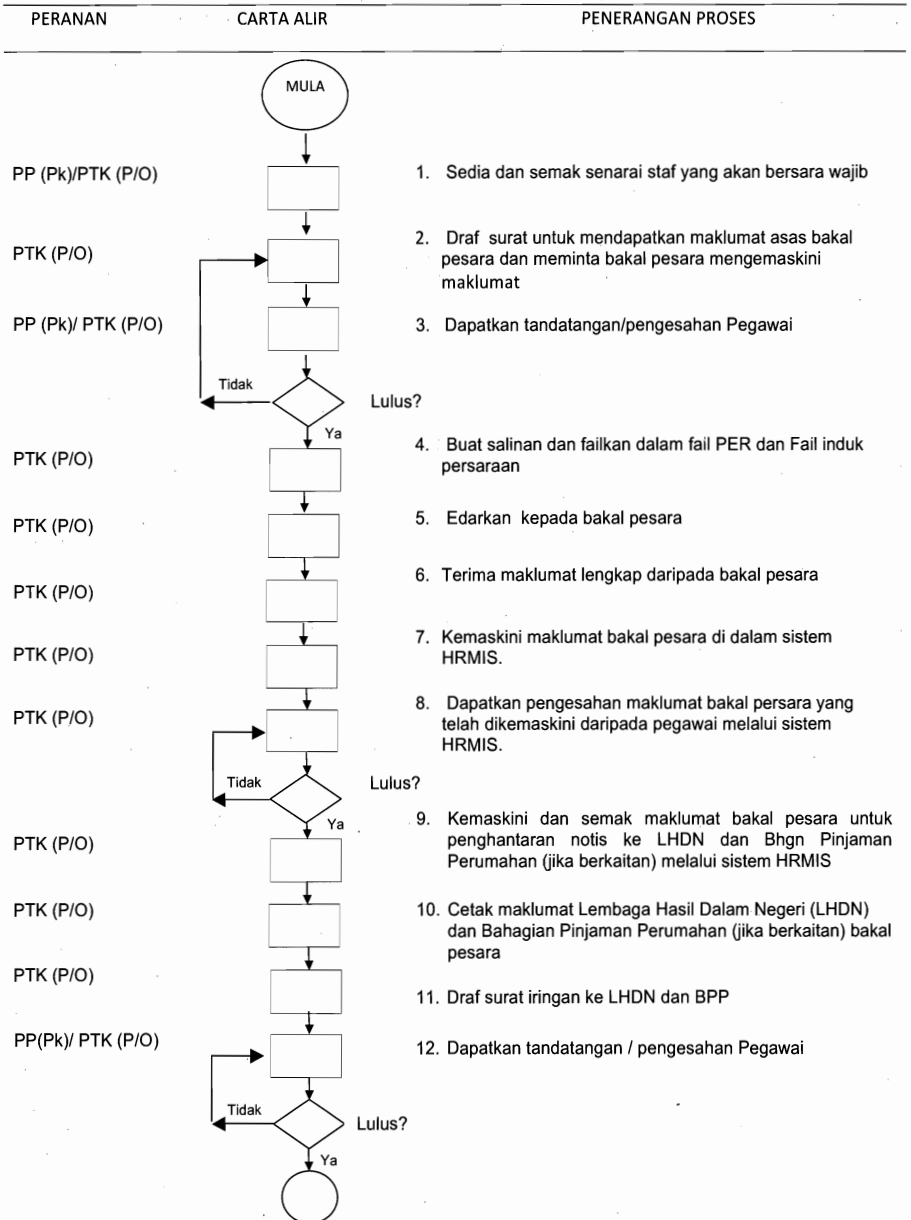 PERANAN CARTA ALIR PENERANGAN PROSES
MULA
PP (Pk)/PTK (P/O) 1. Sedia dan semak senarai staf yang akan bersara wajib
PTK (P/O) 2. Draf surat untuk mendapatkan maklumat asas bakal
pesara dan meminta bakal pesara mengemaskini
maklumat
PP (Pk)/ PTK (P/O) 3. Dapatkan tandatangan/pengesahan Pegawai
Tidak Lulus?
Ya
PTK (P/O) 4. Buat salinan dan failkan dalam fail PER dan Fail induk
persaraan
PTK (P/O) 5. Edarkan kepada bakal pesara
PTK (P/O) 6. Terima maklumat lengkap daripada bakal pesara
PTK (P/O) 7. Kemaskini maklumat bakal pesara di dalam sistem
HRMIS.
PTK (P/O) 8. Dapatkan pengesahan maklumat bakal persara yang
telah dikemaskini daripada pegawai melalui sistem
HRMIS.
Tidak Lulus?
Ya
PTK (P/O) 9. Kemaskini dan semak maklumat bakal pesara untuk
penghantaran notis ke LHDN dan Bhgn Pinjaman
Perumahan (jika berkaitan) melalui sistem HRMIS
PTK (P/O) 10. Cetak maklumat Lembaga Hasil Dalam Negeri (LHDN)
dan Bahagian Pinjaman Perumahan (jika berkaitan) bakal
pesara
PTK (P/O) 11. Draf surat iringan ke LHDN dan BPP
PP(Pk)/ PTK (P/O) 12. Dapatkan tandatangan / pengesahan Pegawai
Tidak Lulus?
Ya